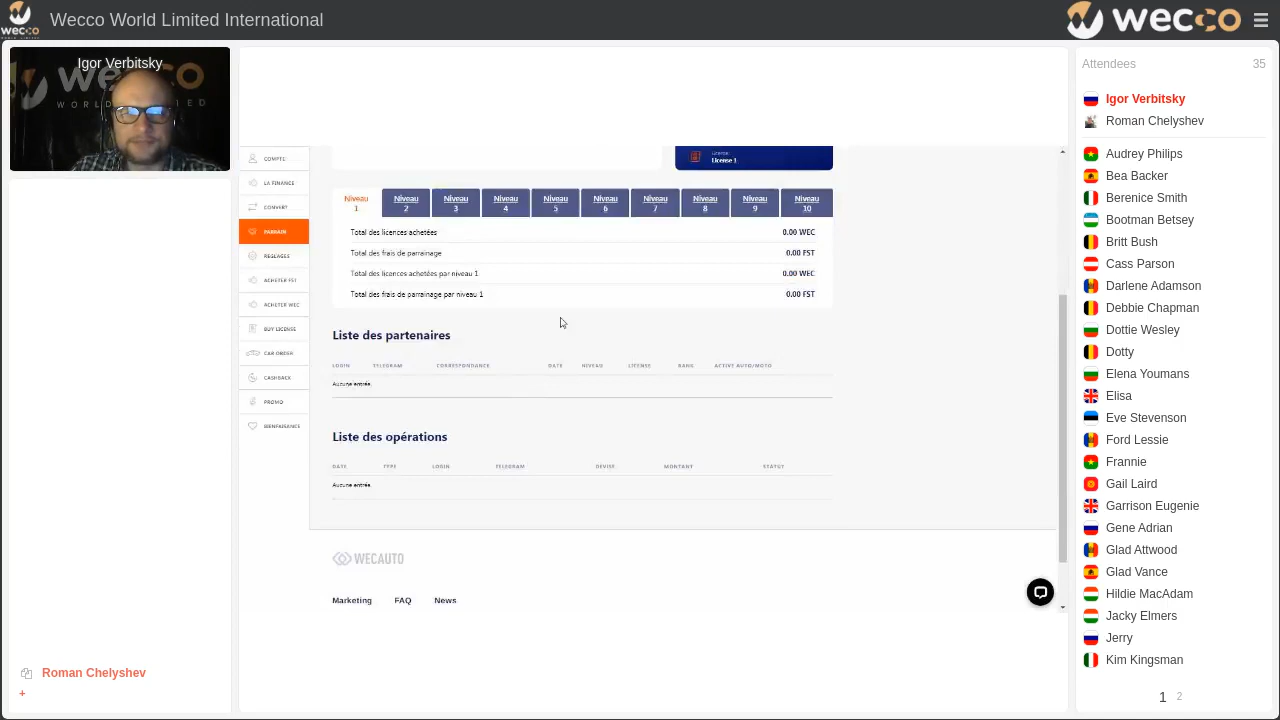 Wecco World Limited International
wecco
WORLD LIMITED
wecco
Igor Verbitsky
wecco
Roman Chelyshev
+
COMPTE
LA FINANCE
CONVERT
PARRAIN
REGLAGES
ACHETER FST
ACHETER WEC
BUY LICENSE
CAR ORDER
CASHBACK
PROMO
BIENFAISANCE
License 1
Niveau 1
Niveau 2
Niveau 3
Niveau 4
Niveau 5
Niveau 6
Niveau 7
Niveau 8
Niveau 9
Niveau 10
Total des licences achetées 0.00 WEC
Total des frais de parrainage 0.00 FST
Total des licences achetées par niveau 1 0.00 WEC
Total des frais de parrainage par niveau 1 0.00 FST
Liste des partenaires
LOGIN TELEGRAM CORRESPONDANCE DATE NIVEAU LICENSE BANG ACTIVE AUTO/MOTO
Aucune entrée.
Liste des opérations
DATE TYPE LOGIN TELEGRAM DEVISE MONTANT STATUT
Aucune entrée.
WECAUTO
Marketing FAQ News
Attendees 35
Igor Verbitsky
Roman Chelyshev
Audrey Philips
Bea Backer
Berenice Smith
Bootman Betsey
Britt Bush
Cass Parson
Darlene Adamson
Debbie Chapman
Dottie Wesley
Dotty
Elena Youmans
Elisa
Eve Stevenson
Ford Lessie
Frannie
Gail Laird
Garrison Eugenie
Gene Adrian
Glad Attwood
Glad Vance
Hildie MacAdam
Jacky Elmers
Jerry
Kim Kingsman
1 2